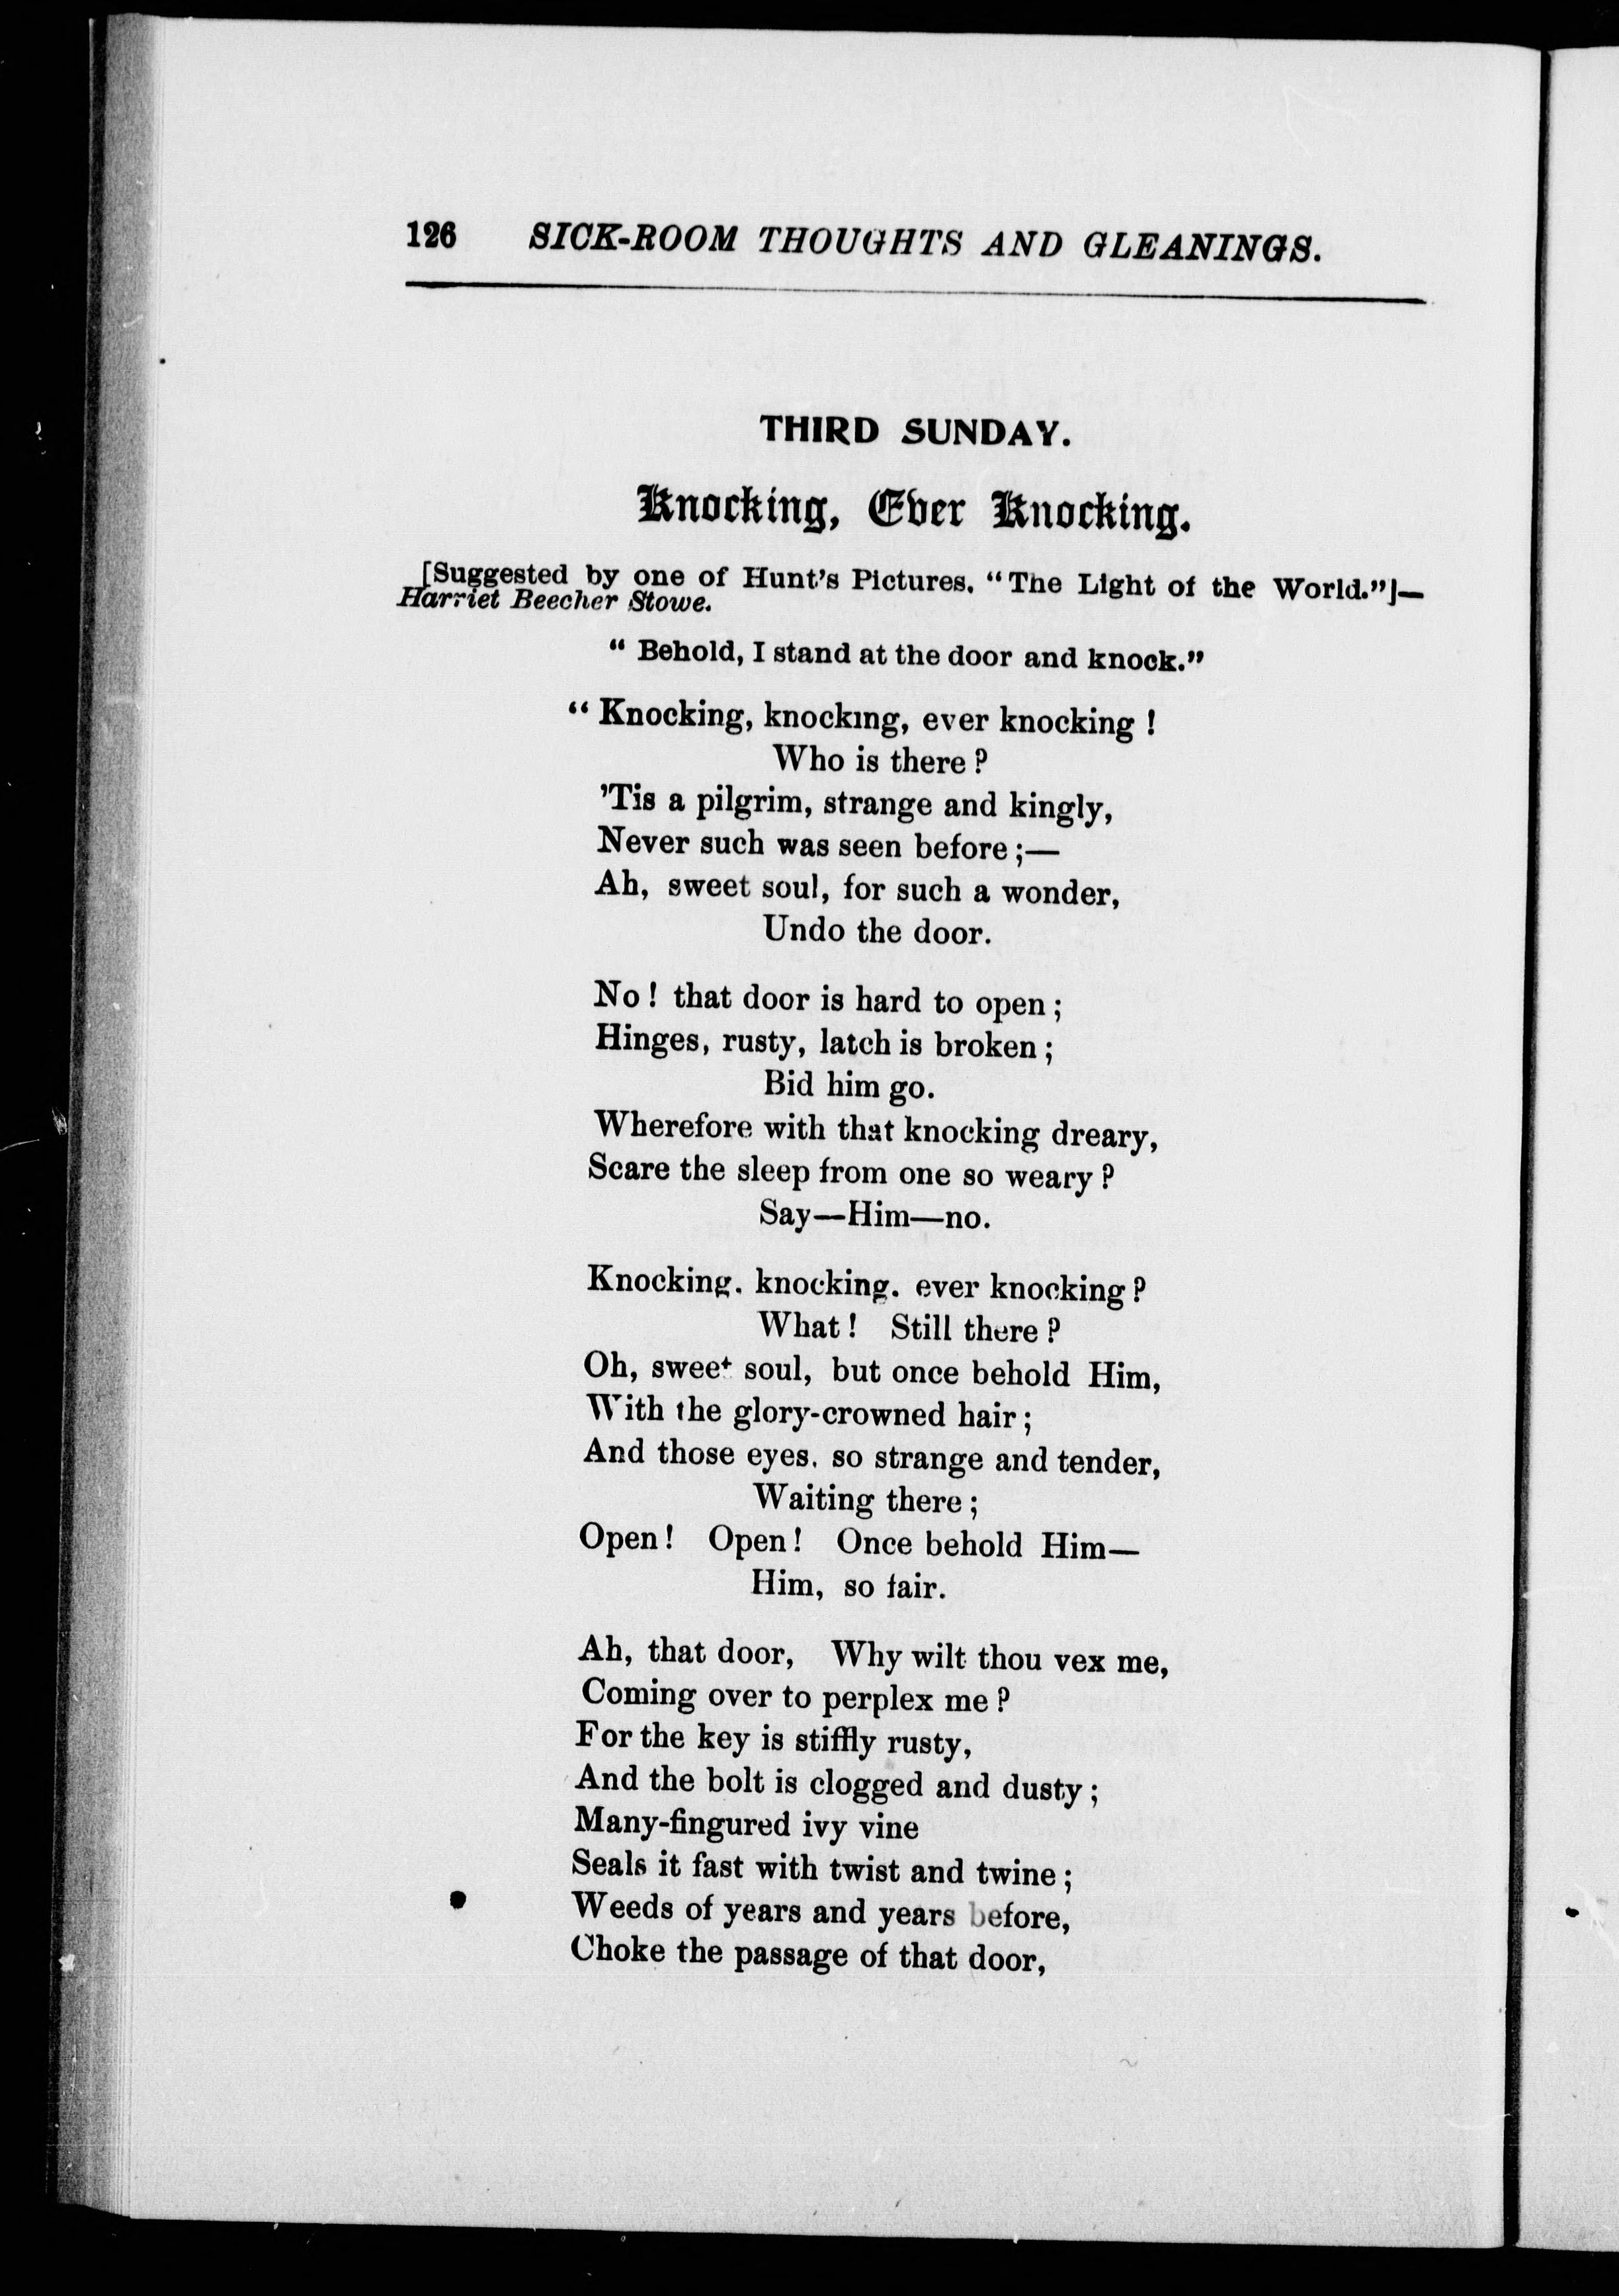 126 SICK-ROOM THOUGHTS AND GLEANINGS.
THIRD SUNDAY.
Knocking, Ever Knocking.
[Suggested by one of Hunt's Pictures. "The Light of the World."]—
Harriet Beecher Stowe.
"Behold, I stand at the door and knock."
"Knocking, knocking, ever knocking!
Who is there?
'Tis a pilgrim, strange and kingly,
Never such was seen before;—
Ah, sweet soul, for such a wonder,
Undo the door.
No! that door is hard to open;
Hinges, rusty, latch is broken;
Bid him go.
Wherefore with that knocking dreary,
Scare the sleep from one so weary?
Say—Him—no.
Knocking. knocking. ever knocking?
What! Still there?
Oh, sweet soul, but once behold Him,
With the glory-crowned hair;
And those eyes. so strange and tender,
Waiting there;
Open! Open! Once behold Him—
Him, so fair.
Ah, that door, Why wilt thou vex me,
Coming over to perplex me?
For the key is stiffly rusty,
And the bolt is clogged and dusty;
Many-fingured ivy vine
Seals it fast with twist and twine;
Weeds of years and years before,
Choke the passage of that door,